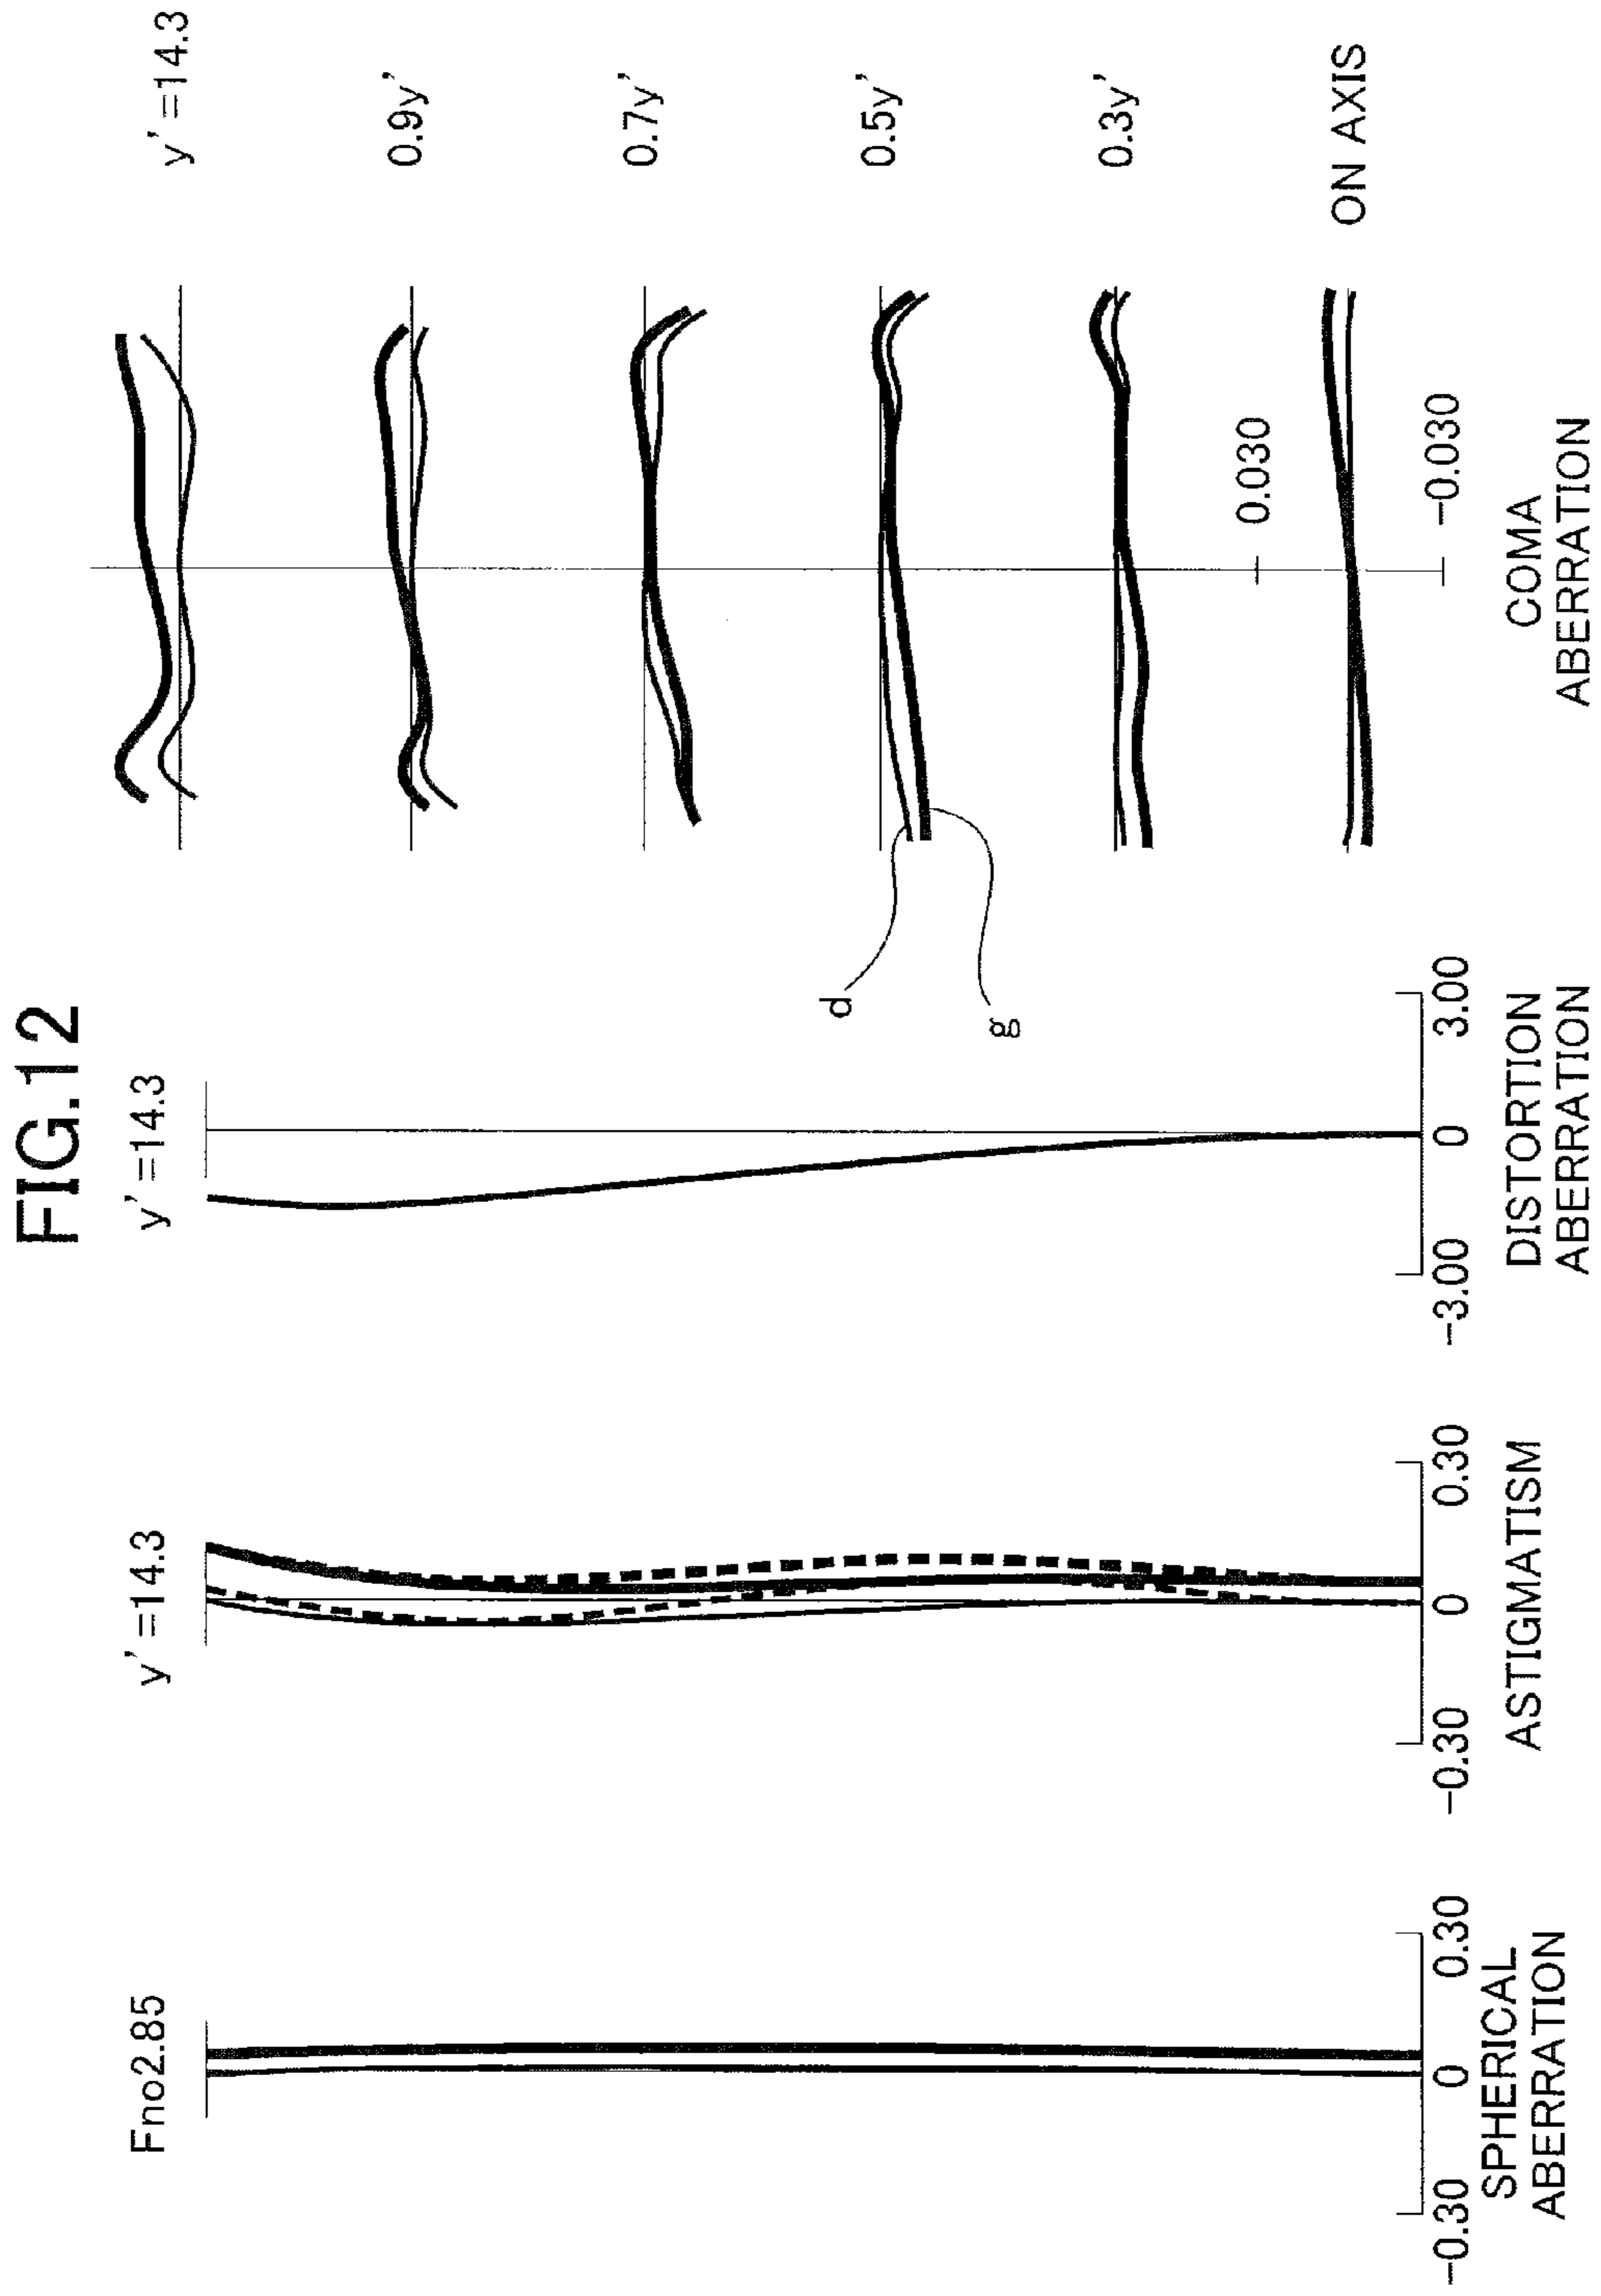 FIG.12
Fno2.85
−0.30
0
0.30
SPHERICAL
ABERRATION
y'=14.3
−0.30
0
0.30
ASTIGMATISM
y'=14.3
−3.00
0
3.00
DISTORTION
ABERRATION
d
g
y'=14.3
0.9y'
0.7y'
0.5y'
0.3y'
ON AXIS
0.030
−0.030
COMA
ABERRATION